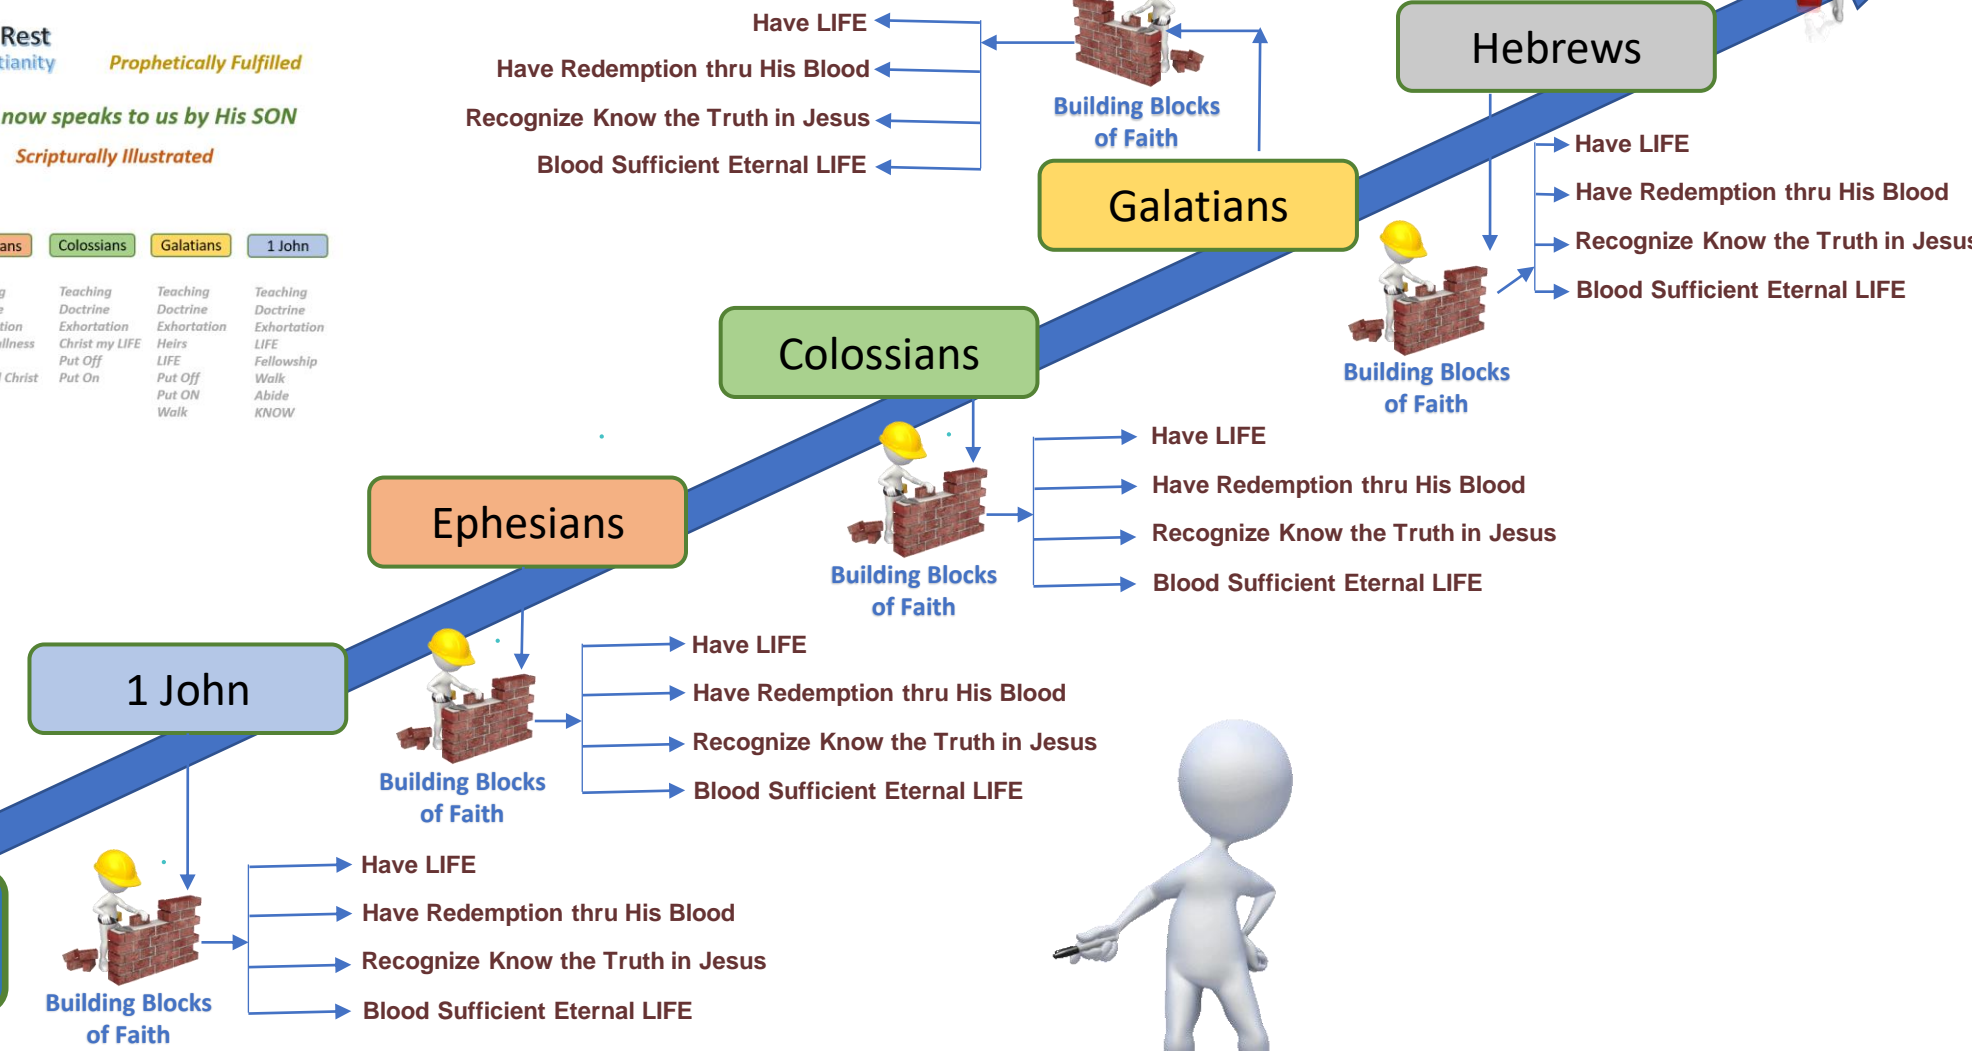 Rest
Prophetically Fulfilled
now speaks to us by His SON
Scripturally Illustrated
Colossians
Galatians
1 John
Teaching
Doctrine
Exhortation
Christ my LIFE
Put Off
Put On
Teaching
Doctrine
Exhortation
Heirs
LIFE
Put Off
Put ON
Walk
Teaching
Doctrine
Exhortation
LIFE
Fellowship
Walk
Abide
KNOW
Christ
Have LIFE
Have Redemption thru His Blood
Recognize Know the Truth in Jesus
Blood Sufficient Eternal LIFE
Building Blocks
of Faith
Hebrews
Have LIFE
Have Redemption thru His Blood
Recognize Know the Truth in Jesus
Blood Sufficient Eternal LIFE
Building Blocks
of Faith
Galatians
Colossians
Have LIFE
Have Redemption thru His Blood
Recognize Know the Truth in Jesus
Blood Sufficient Eternal LIFE
Building Blocks
of Faith
Ephesians
Have LIFE
Have Redemption thru His Blood
Recognize Know the Truth in Jesus
Blood Sufficient Eternal LIFE
Building Blocks
of Faith
1 John
Have LIFE
Have Redemption thru His Blood
Recognize Know the Truth in Jesus
Blood Sufficient Eternal LIFE
Building Blocks
of Faith